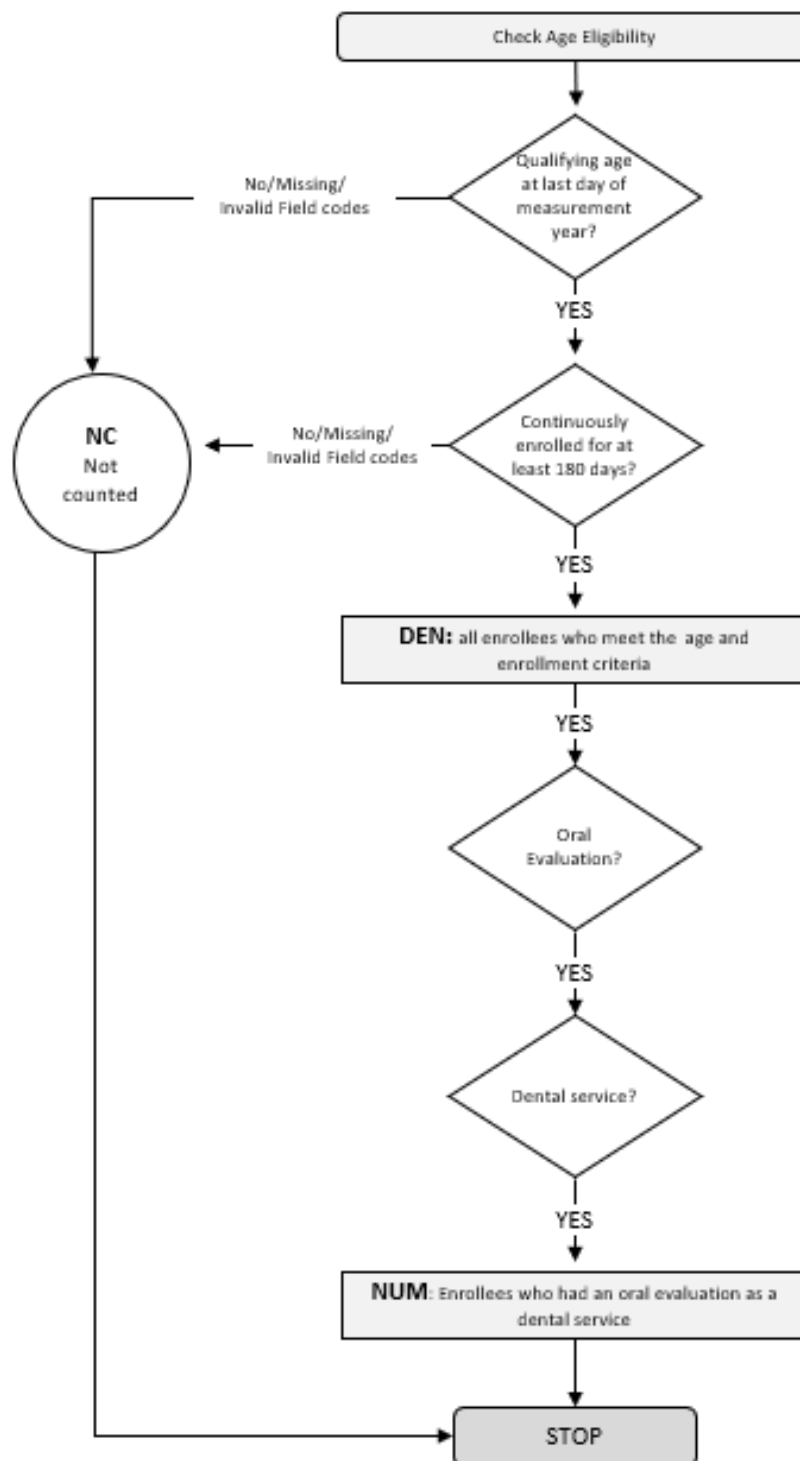 Check Age Eligibility
Qualifying age
at last day of
measurement
year?
No/Missing/
Invalid Field codes
YES
Continuously
enrolled for at
least 180 days?
No/Missing/
Invalid Field codes
NC
Not
counted
YES
DEN: all enrollees who meet the age and
enrollment criteria
YES
Oral
Evaluation?
YES
Dental service?
YES
NUM: Enrollees who had an oral evaluation as a
dental service
STOP